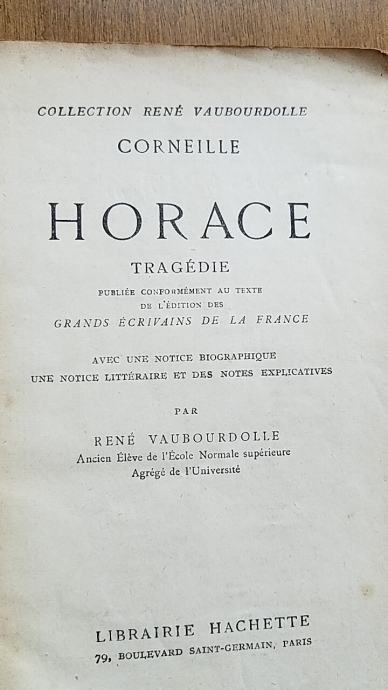 COLLECTION RENÉ VAUBOURDOLLE
CORNEILLE
HORACE
TRAGÉDIE
PUBLIÉE CONFORMÉMENT AU TEXTE
DE L'ÉDITION DES
GRANDS ÉCRIVAINS DE LA FRANCE
AVEC UNE NOTICE BIOGRAPHIQUE
UNE NOTICE LITTÉRAIRE ET DES NOTES EXPLICATIVES
PAR
RENÉ VAUBOURDOLLE
Ancien Élève de l'École Normale supérieure
Agrégé de l'Université
LIBRAIRIE HACHETTE
79, BOULEVARD SAINT-GERMAIN, PARIS